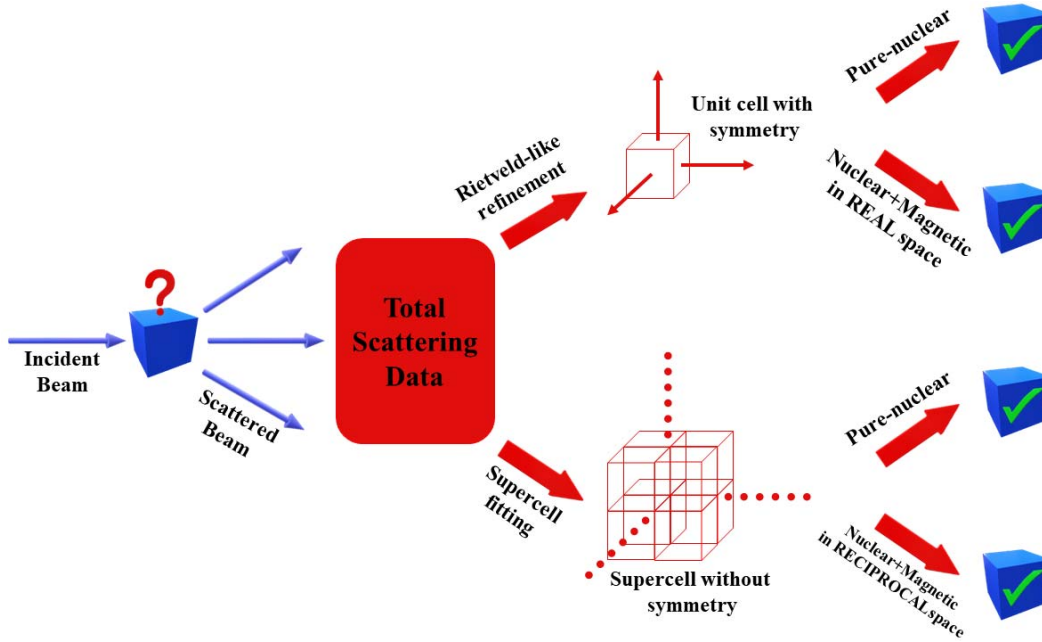 Incident
Beam
?
Scattered
Beam
Total
Scattering
Data
Rietveld-like
refinement
Unit cell with
symmetry
Pure-nuclear
Nuclear+Magnetic
in REAL space
Supercell
fitting
Supercell without
symmetry
Pure-nuclear
Nuclear+Magnetic
in RECIPROCAL space